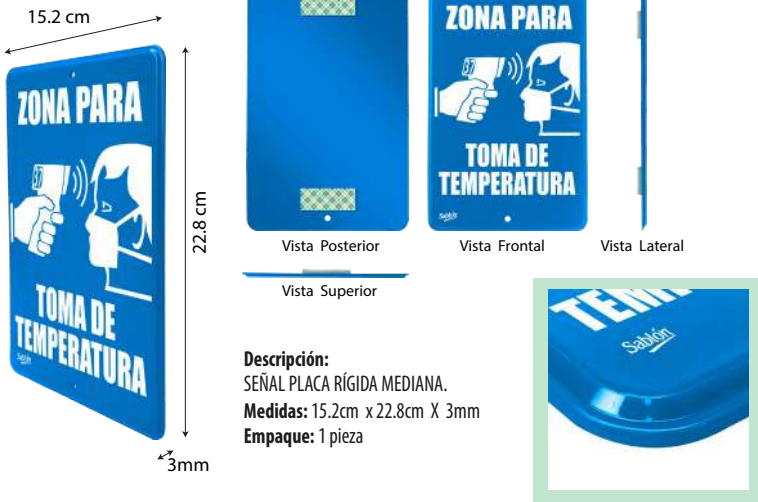 15.2 cm
ZONA PARA
37
TOMA DE
TEMPERATURA
Sablón
22.8 cm
3mm
Vista Posterior
ZONA PARA
37
TOMA DE
TEMPERATURA
Sablón
Vista Frontal
Vista Lateral
Vista Superior
Descripción:
SEÑAL PLACA RÍGIDA MEDIANA.
Medidas: 15.2cm x 22.8cm X 3mm
Empaque: 1 pieza
Sablón